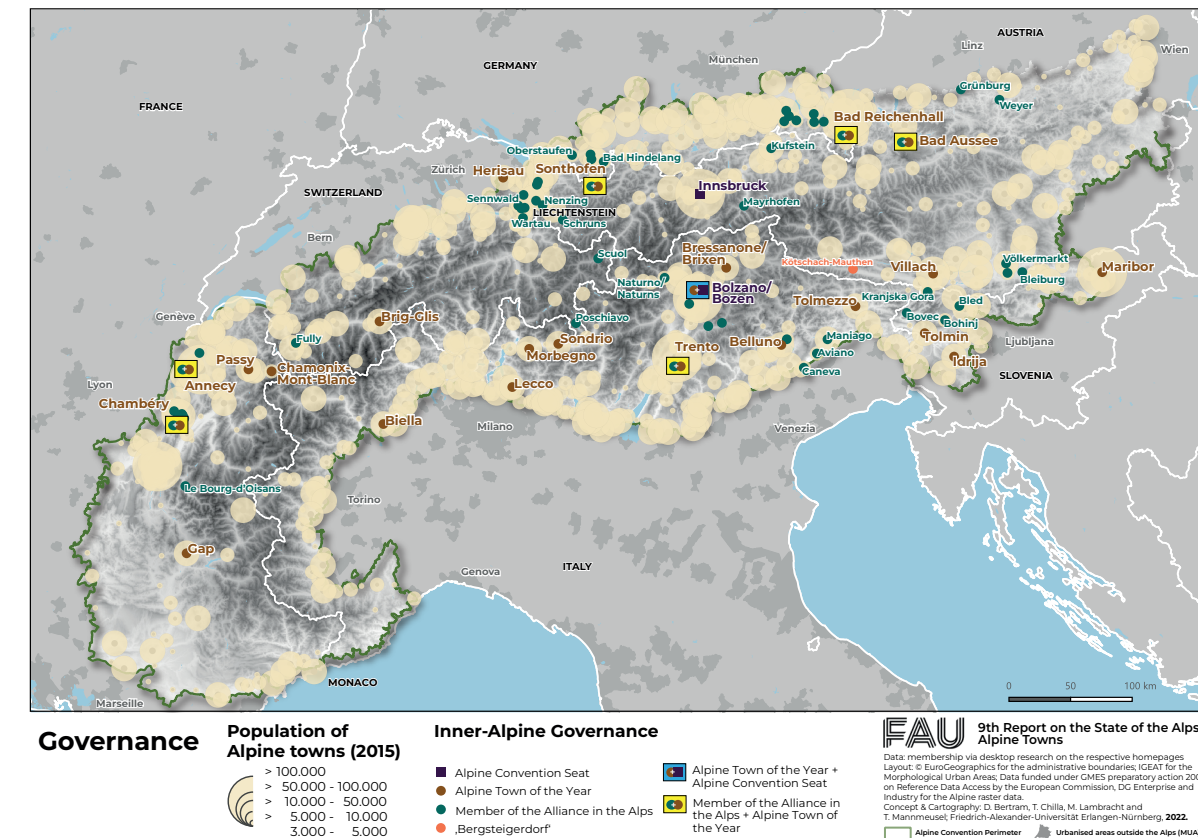 AUSTRIA
Linz
Wien
München
GERMANY
FRANCE
Grünburg
Weyer
Bad Reichenhall
Bad Aussee
Kufstein
Oberstaufen
Bad Hindelang
Zürich
Herisau
Sonthofen
Innsbruck
SWITZERLAND
Sennwald
Nenzing
LIECHTENSTEIN
Mayrhofen
Wartau
Schruns
Bern
Scuol
Bressanone/
Brixen
Kötschach-Mauthen
Villach
Völkermarkt
Bleiburg
Maribor
Naturno/
Naturns
Bolzano/
Bozen
Tolmezzo
Kranjska Gora
Bled
Genève
Brig-Glis
Poschiavo
Bovec
Bohinj
Fully
Sondrio
Morbegno
Trento
Belluno
Maniago
Tolmin
Ljubljana
Passy
Chamonix-
Mont-Blanc
Aviano
Idrija
Lyon
Annecy
Lecco
Caneva
SLOVENIA
Chambéry
Biella
Milano
Venezia
Le Bourg-d'Oisans
Torino
Gap
Genova
ITALY
MONACO
Marseille
0 50 100 km
Governance
Population of
Alpine towns (2015)
> 100.000
> 50.000 - 100.000
> 10.000 - 50.000
> 5.000 - 10.000
3.000 - 5.000
Inner-Alpine Governance
Alpine Convention Seat
Alpine Town of the Year
Member of the Alliance in the Alps
‚Bergsteigerdorf'
Alpine Town of the Year +
Alpine Convention Seat
Member of the Alliance in
the Alps + Alpine Town of
the Year
FAU
9th Report on the State of the Alps
Alpine Towns
Data: membership via desktop research on the respective homepages
Layout: © EuroGeographics for the administrative boundaries; IGEAT for the
Morphological Urban Areas; Data funded under GMES preparatory action 200
on Reference Data Access by the European Commission, DG Enterprise and
Industry for the Alpine raster data.
Concept & Cartography: D. Bertram, T. Chilla, M. Lambracht and
T. Mannmeusel; Friedrich-Alexander-Universität Erlangen-Nürnberg, 2022.
Alpine Convention Perimeter
Urbanised areas outside the Alps (MUA